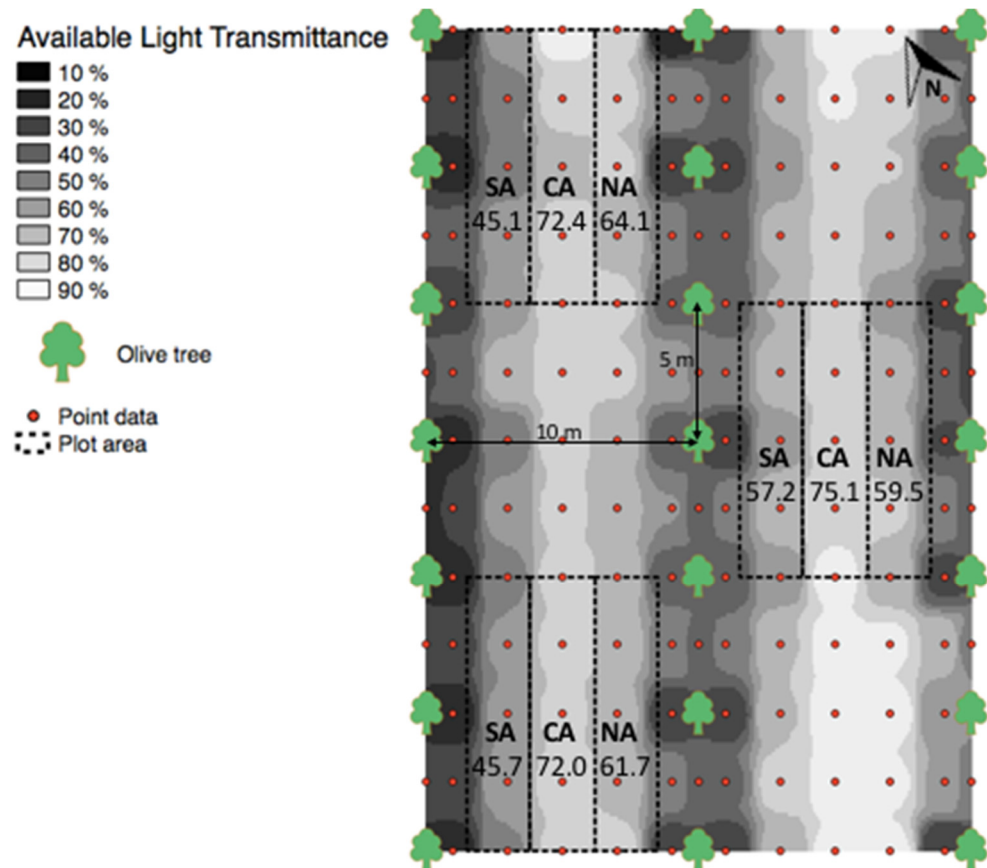 Available Light Transmittance
10 %
20 %
30 %
40 %
50 %
60 %
70 %
80 %
90 %
Olive tree
Point data
Plot area
N
SA CA NA
45.1 72.4 64.1
5 m
10 m
SA CA NA
57.2 75.1 59.5
SA CA NA
45.7 72.0 61.7